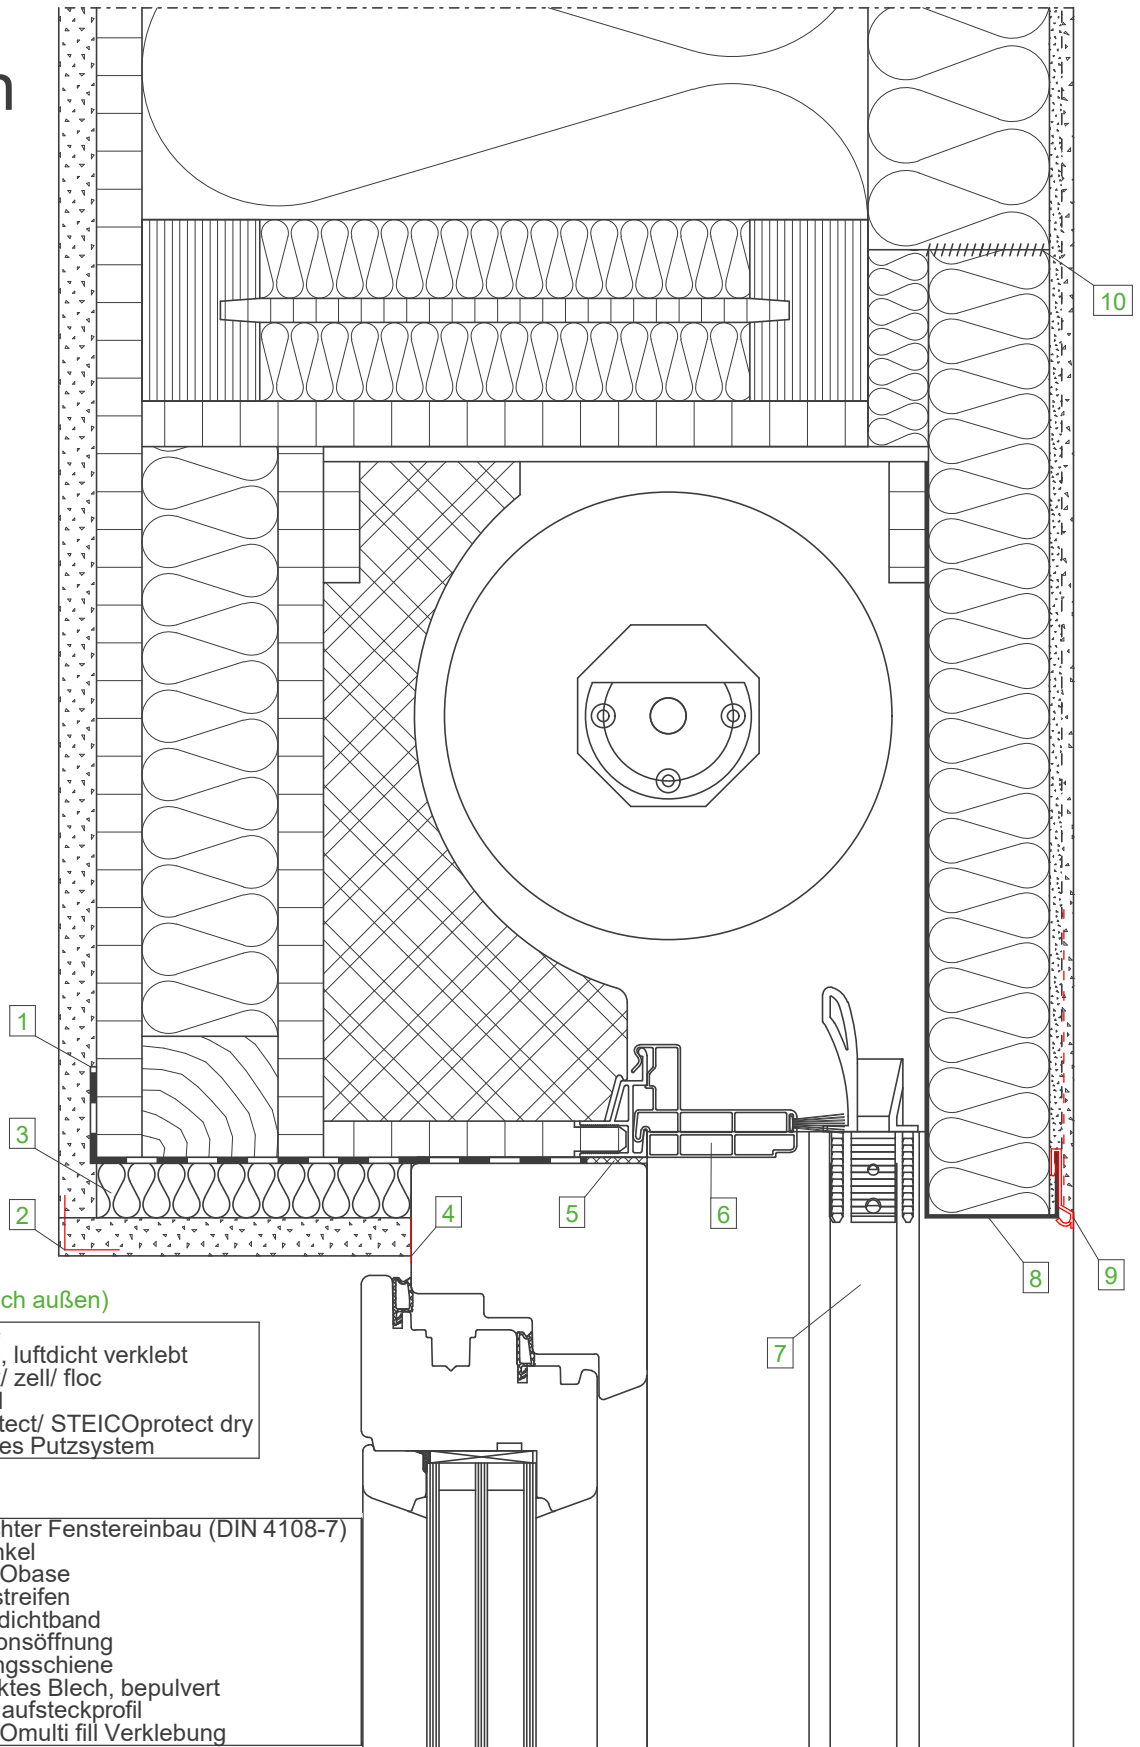 10
1
3
2
4
5
6
8
9
7
ch außen)
, luftdicht verklebt
/ zell/ floc
tect/ STEICOprotect dry
es Putzsystem
hter Fenstereinbau (DIN 4108-7)
nkel
Obase
streifen
dichtband
onsöffnung
ngsschiene
ktes Blech, bepulvert
aufsteckprofil
Omulti fill Verklebung